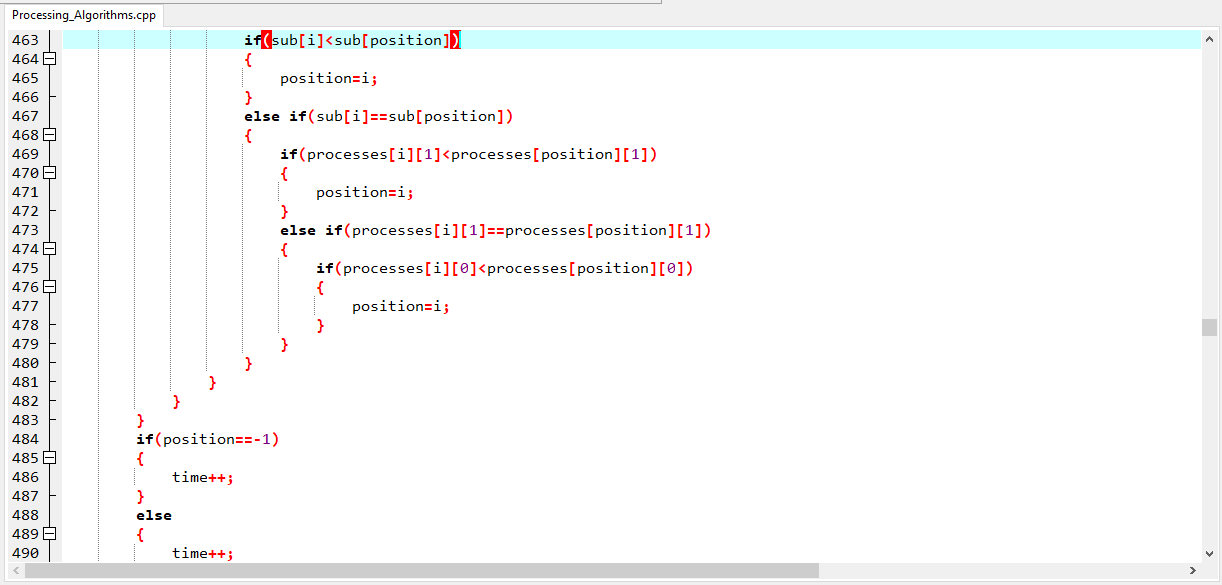 Processing_Algorithms.cpp
463 if(sub[i]<sub[position])
464 {
465 position=i;
466 }
467 else if(sub[i]==sub[position])
468 {
469 if(processes[i][1]<processes[position][1])
470 {
471 position=i;
472 }
473 else if(processes[i][1]==processes[position][1])
474 {
475 if(processes[i][0]<processes[position][0])
476 {
477 position=i;
478 }
479 }
480 }
481 }
482 }
483 }
484 if(position==-1)
485 {
486 time++;
487 }
488 else
489 {
490 time++;